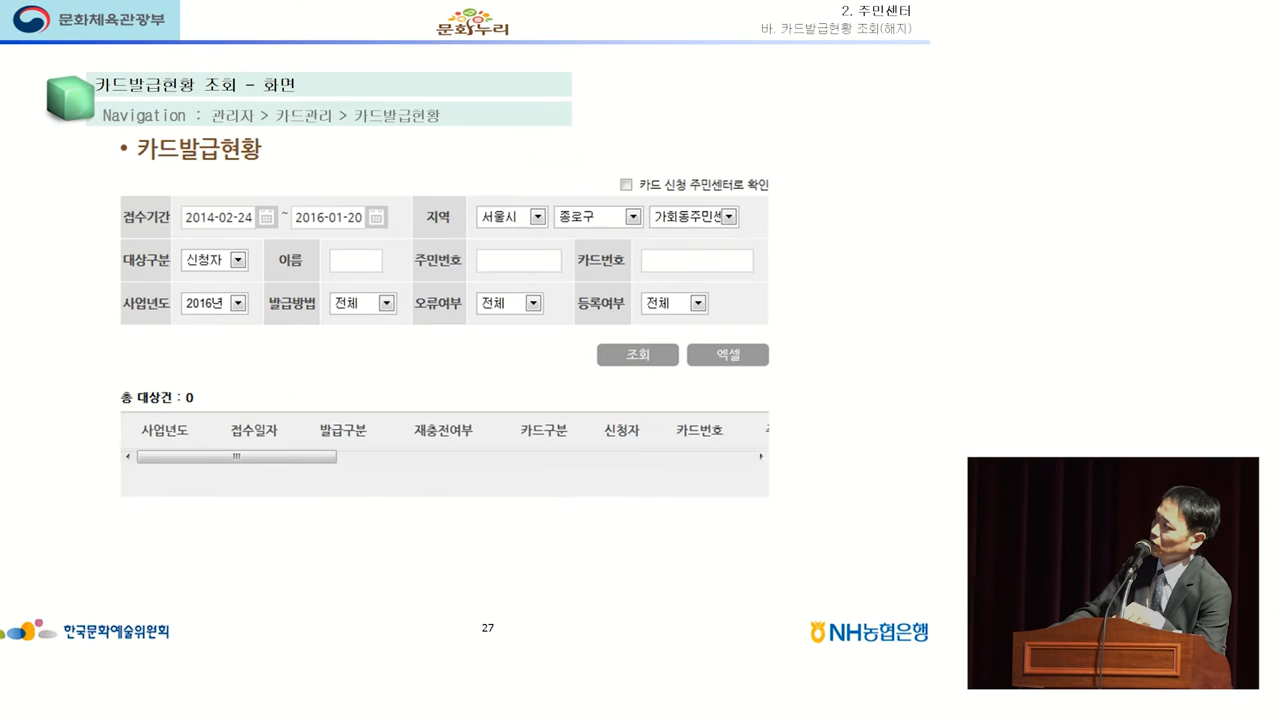 문화체육관광부
문화누리
2. 주민센터
바. 카드발급현황 조회(해지)
카드발급현황 조회 - 화면
Navigation : 관리자 > 카드관리 > 카드발급현황
• 카드발급현황
카드 신청 주민센터로 확인
접수기간 2014-02-24 ~ 2016-01-20 지역 서울시 종로구 가회동주민센
대상구분 신청자 이름 주민번호 카드번호
사업년도 2016년 발급방법 전체 오류여부 전체 등록여부 전체
조회 엑셀
총 대상건 : 0
사업년도 접수일자 발급구분 재충전여부 카드구분 신청자 카드번호
한국문화예술위원회
27
NH농협은행